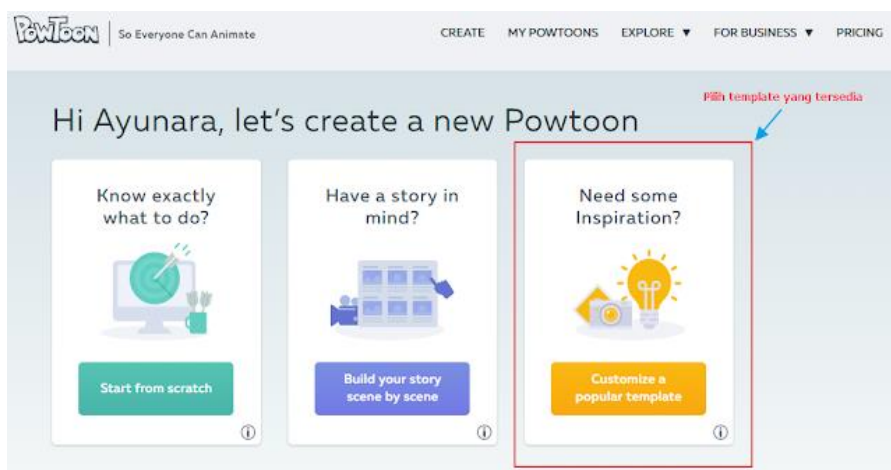 PowToon So Everyone Can Animate CREATE MY POWTOONS EXPLORE ▼ FOR BUSINESS ▼ PRICING
Pilih template yang tersedia
Hi Ayunara, let's create a new Powtoon
Know exactly
what to do?
Start from scratch
Have a story in
mind?
Build your story
scene by scene
Need some
Inspiration?
Customize a
popular template